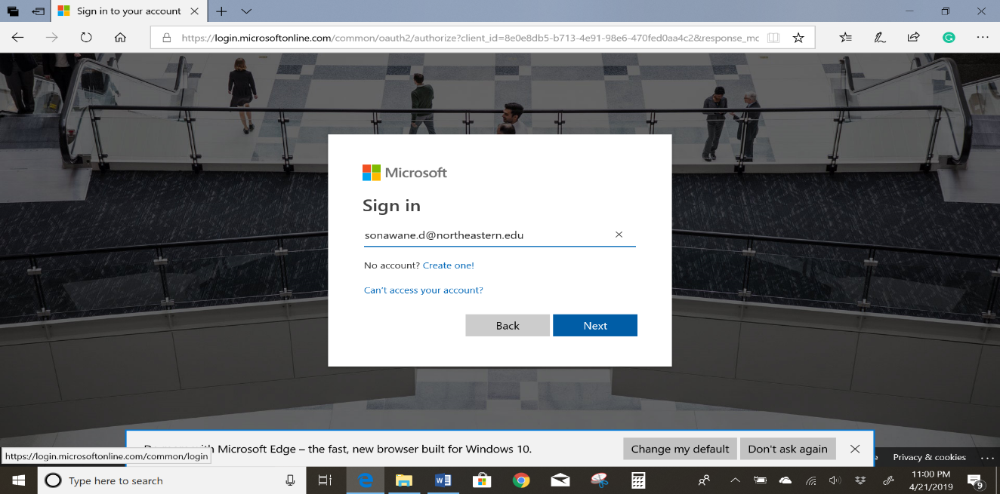 Sign in to your account
https://login.microsoftonline.com/common/oauth2/authorize?client_id=8e0e8db5-b713-4e91-98e6-470fed0aa4c2&response_mc
Microsoft
Sign in
sonawane.d@northeastern.edu
No account? Create one!
Can't access your account?
Back Next
with Microsoft Edge – the fast, new browser built for Windows 10. Change my default Don't ask again
https://login.microsoftonline.com/common/login
Privacy & cookies ...
Type here to search
11:00 PM
4/21/2019
9